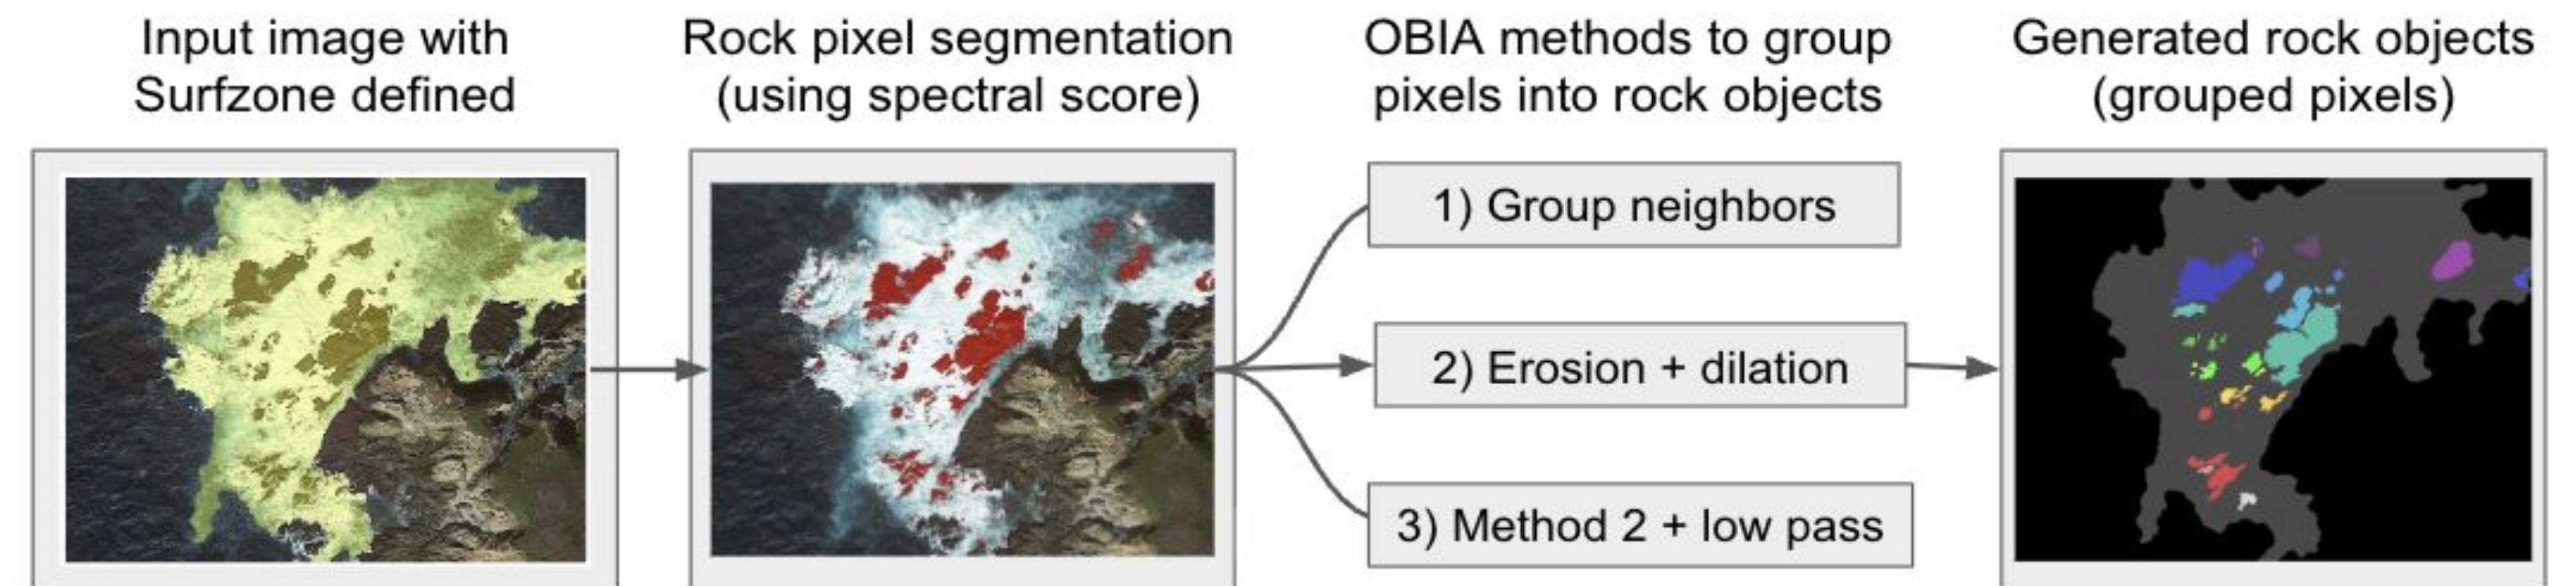 Input image with
Surfzone defined
Rock pixel segmentation
(using spectral score)
OBIA methods to group
pixels into rock objects
Generated rock objects
(grouped pixels)
1) Group neighbors
2) Erosion + dilation
3) Method 2 + low pass